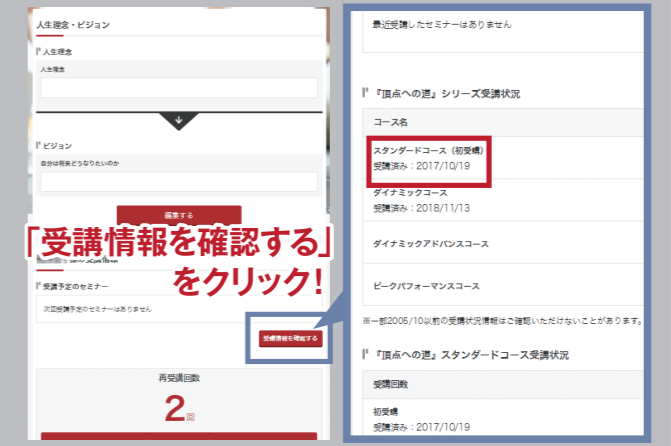 人生理念・ビジョン
人生理念
人生理念
ビジョン
自分は将来どうなりたいのか
編集する
「受講情報を確認する」
をクリック！
受講予定のセミナー
次回受講予定のセミナーはありません
受講情報を確認する
再受講回数
2回
最近受講したセミナーはありません
『頂点への道』シリーズ受講状況
コース名
スタンダードコース（初受講）
受講済み：2017/10/19
ダイナミックコース
受講済み：2018/11/13
ダイナミックアドバンスコース
ピークパフォーマンスコース
※一部2005/10以前の受講状況情報はご確認いただけないことがあります。
『頂点への道』スタンダードコース受講状況
受講回数
初受講
受講済み：2017/10/19